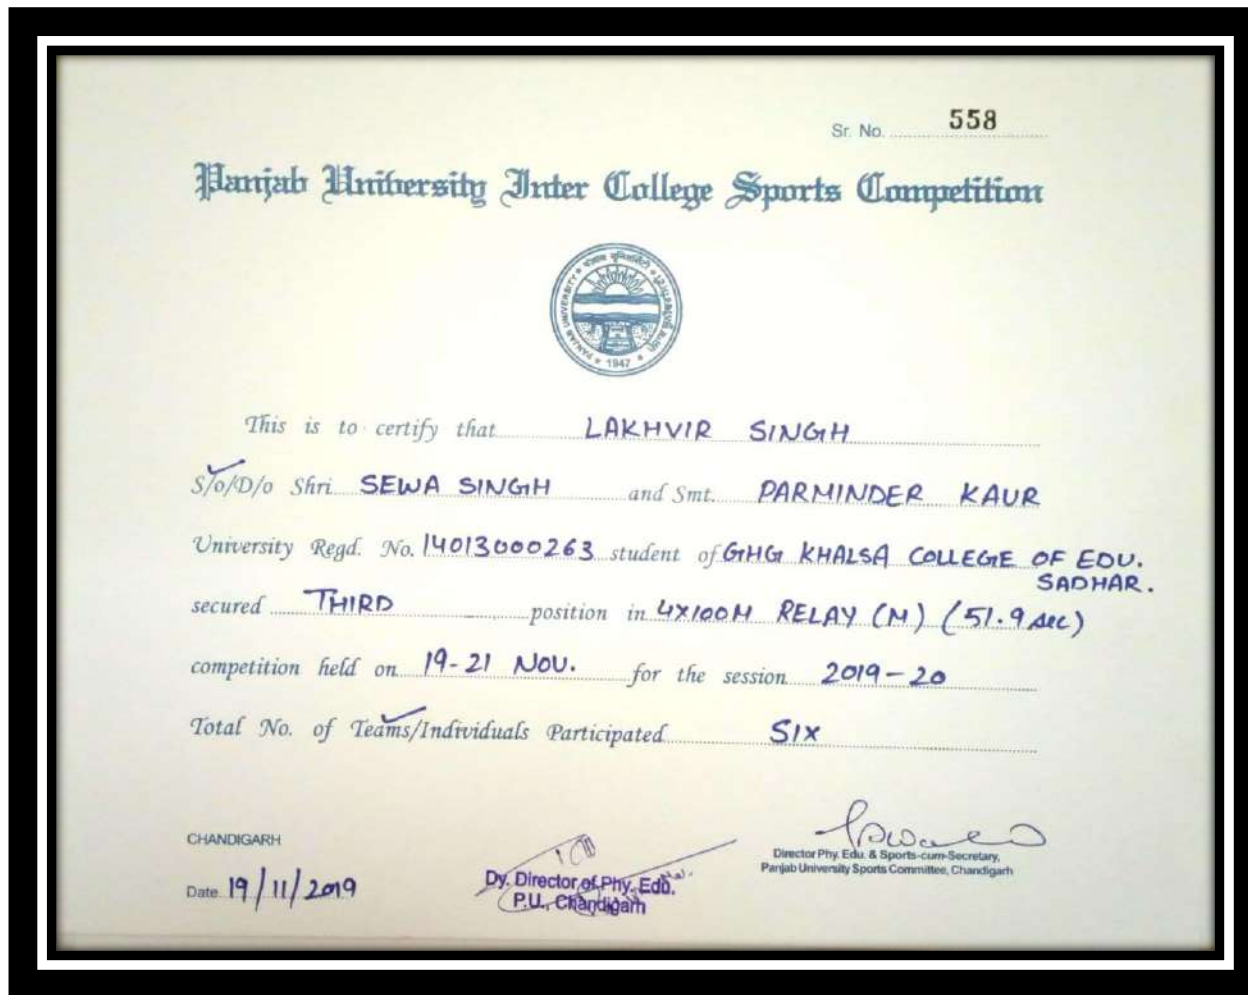 Sr. No. 558
Panjab University Inter College Sports Competition
PANJAB UNIVERSITY
1947
This is to certify that LAKHVIR SINGH
S/o/D/o Shri SEWA SINGH and Smt. PARMINDER KAUR
University Regd. No. 14013000263 student of GHG KHALSA COLLEGE OF EDU.
SADHAR.
secured THIRD position in 4X100M RELAY (M) (51.9 sec)
competition held on 19-21 NOV. for the session 2019-20
Total No. of Teams/Individuals Participated SIX
CHANDIGARH
Date 19/11/2019
Dy. Director of Phy. Edu.
P.U., Chandigarh
Director Phy. Edu. & Sports-cum-Secretary,
Panjab University Sports Committee, Chandigarh